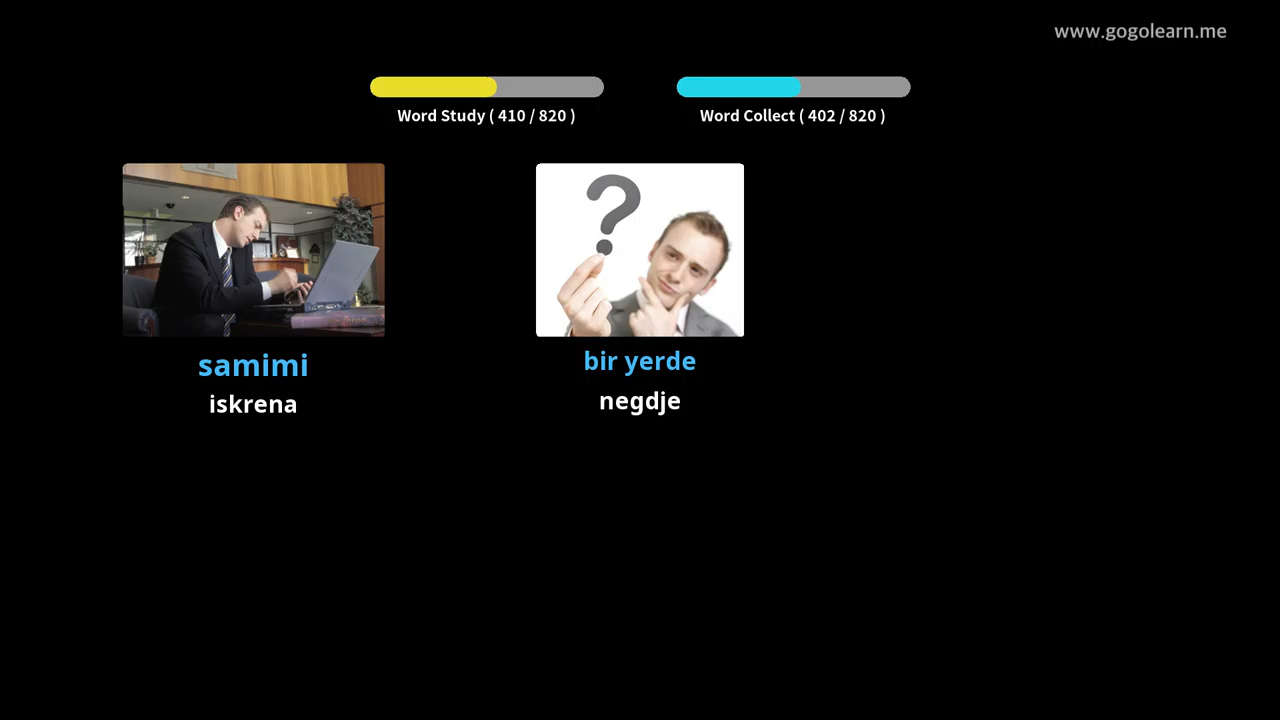 www.gogolearn.me
Word Study ( 410 / 820 )
Word Collect ( 402 / 820 )
samimi
iskrena
bir yerde
negdje